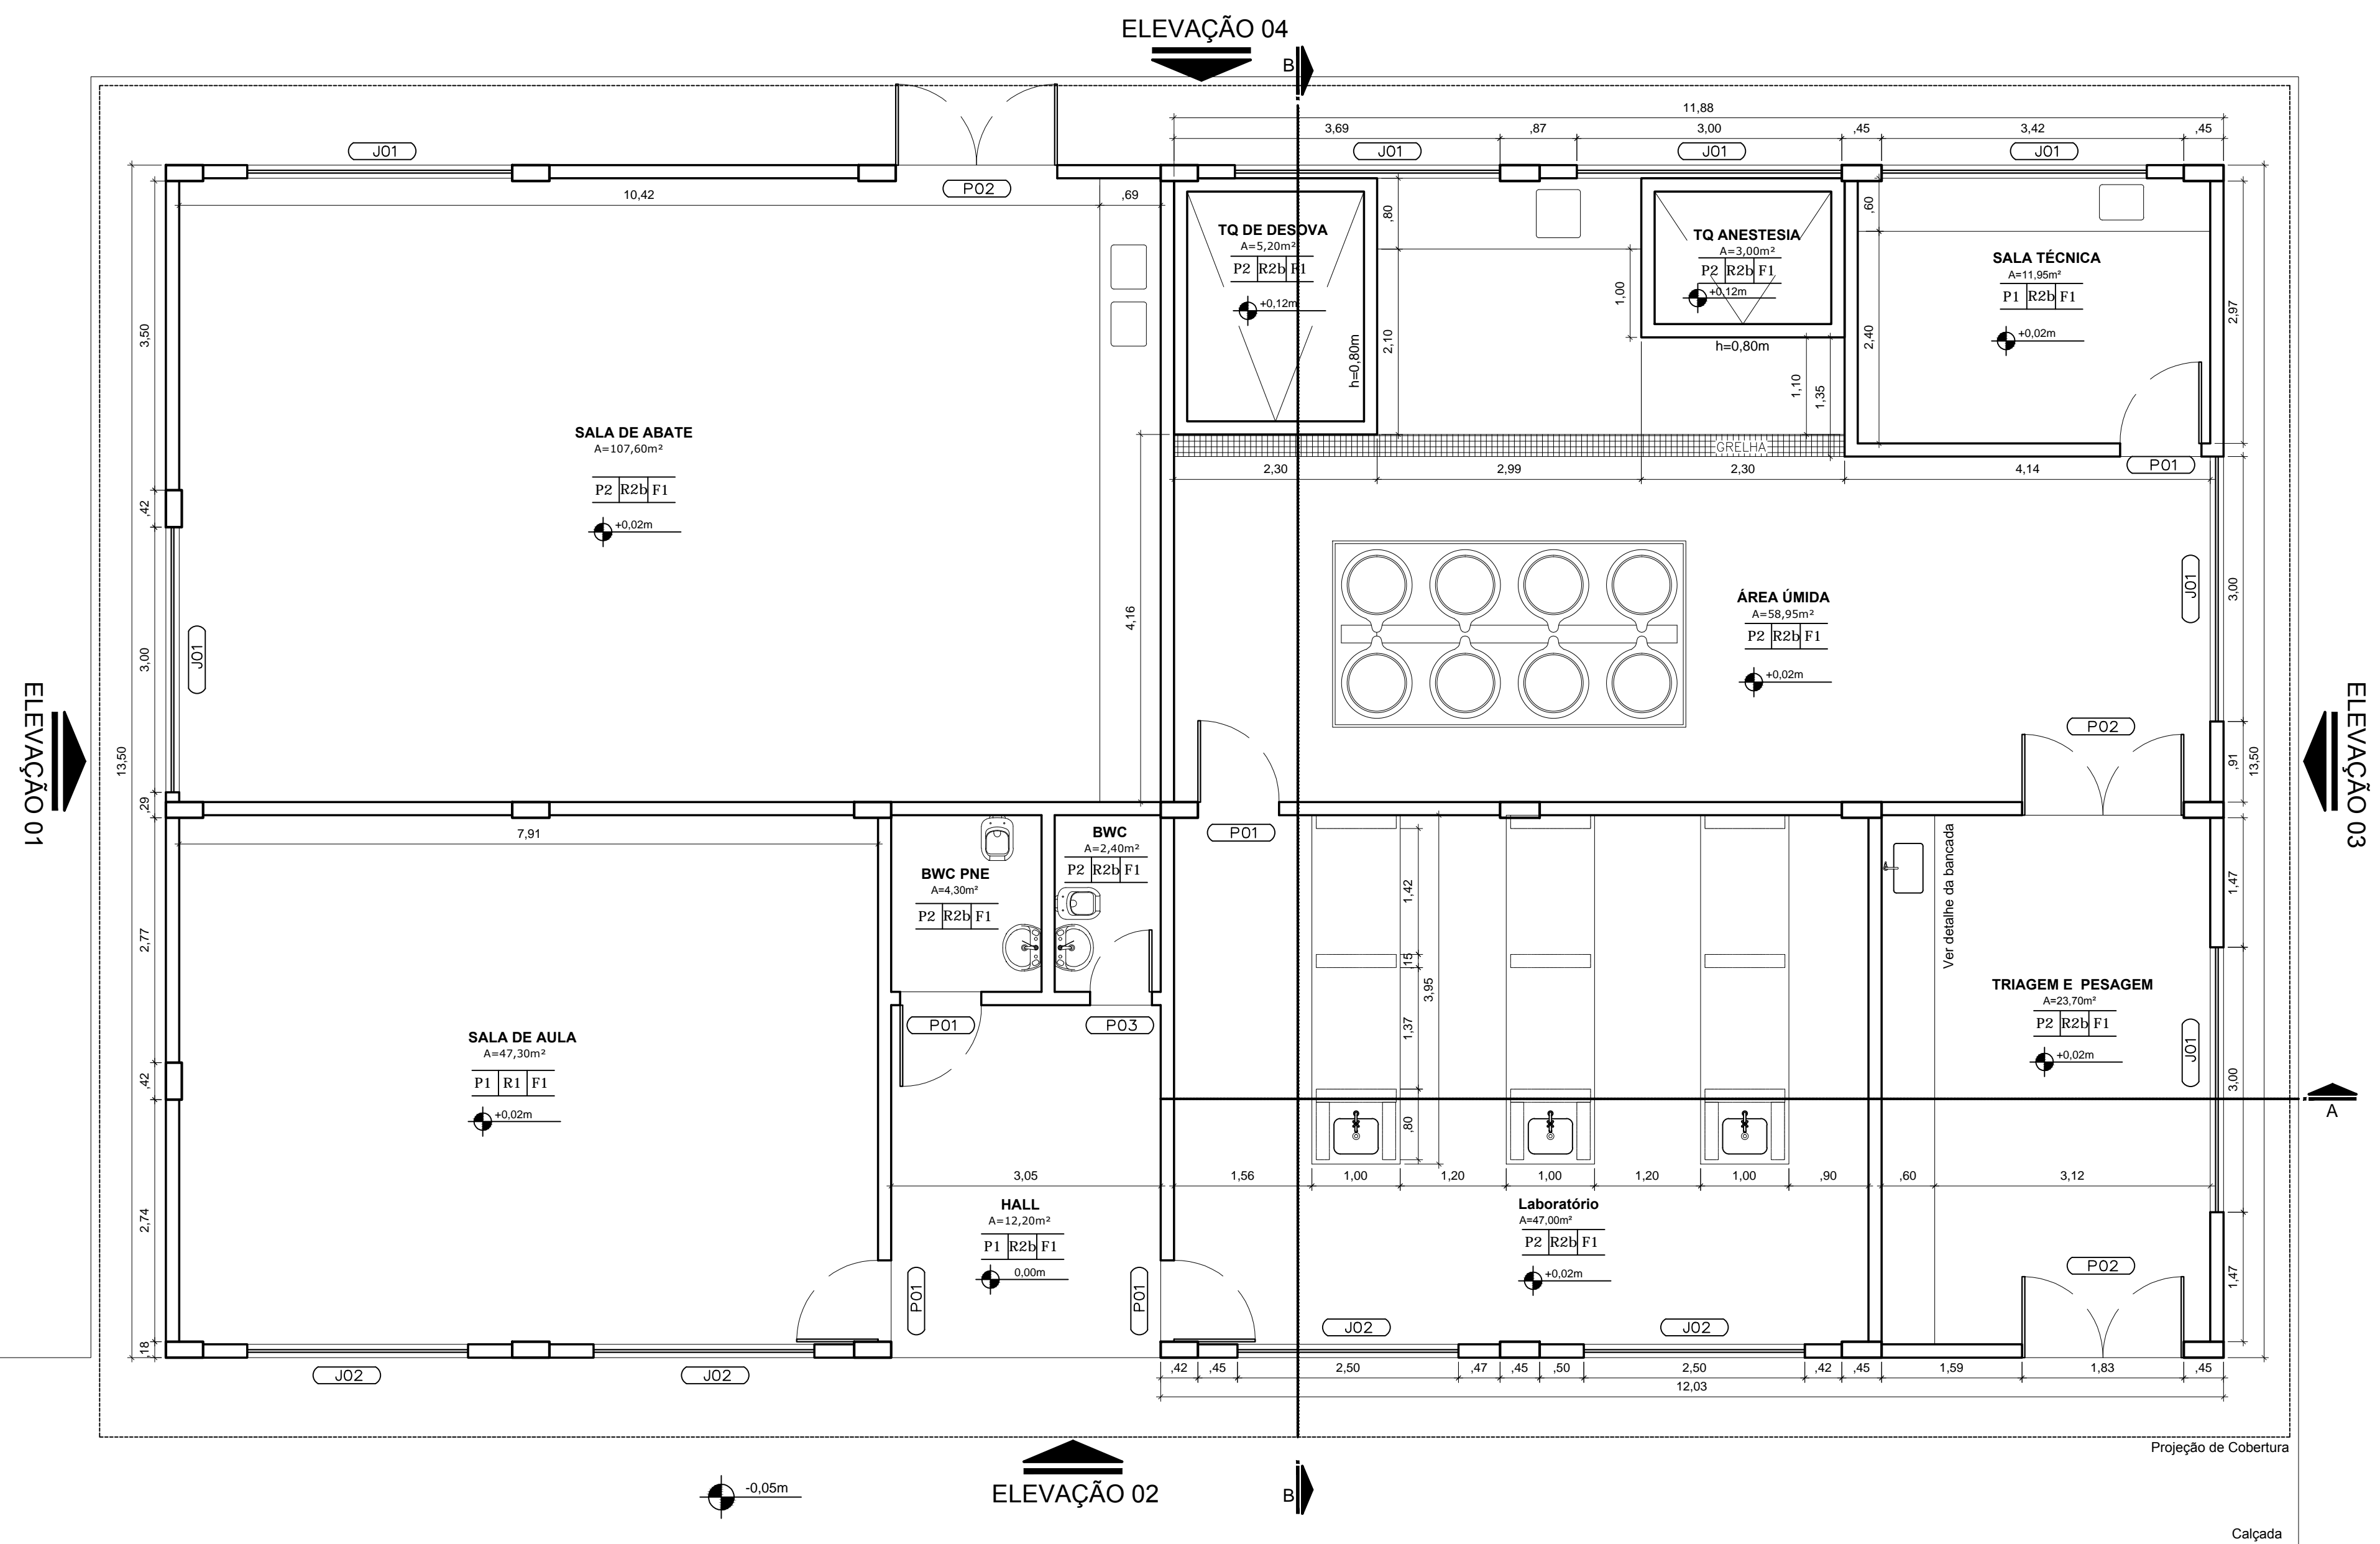 ELEVAÇÃO 04
B
11,88
3,69
,87
3,00
,45
3,42
,45
J01
J01
J01
J01
P02
10,42
,69
TQ DE DESOVA
A=5,20m²
P2 R2b F1
+0,12m
h=0,80m
,80
2,10
1,00
TQ ANESTESIA
A=3,00m²
P2 R2b F1
+0,12m
h=0,80m
1,10
1,35
,60
2,40
SALA TÉCNICA
A=11,95m²
P1 R2b F1
+0,02m
2,97
P01
GRELHA
2,30
2,99
2,30
4,14
3,50
,42
3,00
,29
13,50
J01
SALA DE ABATE
A=107,60m²
P2 R2b F1
+0,02m
4,16
ÁREA ÚMIDA
A=58,95m²
P2 R2b F1
+0,02m
J01
3,00
,91
13,50
P02
ELEVAÇÃO 01
ELEVAÇÃO 03
7,91
BWC PNE
A=4,30m²
P2 R2b F1
BWC
A=2,40m²
P2 R2b F1
P01
1,42
,15
1,37
3,95
,80
Ver detalhe da bancada
1,47
2,77
,42
2,74
,18
SALA DE AULA
A=47,30m²
P1 R1 F1
+0,02m
P01
P03
TRIAGEM E PESAGEM
A=23,70m²
P2 R2b F1
+0,02m
J01
3,00
A
3,05
1,56
1,00
1,20
1,00
1,20
1,00
,90
,60
3,12
HALL
A=12,20m²
P1 R2b F1
0,00m
P01
P01
Laboratório
A=47,00m²
P2 R2b F1
+0,02m
P02
1,47
J02
J02
J02
J02
,42
,45
2,50
,47
,45
,50
2,50
,42
,45
1,59
1,83
,45
12,03
Projeção de Cobertura
-0,05m
ELEVAÇÃO 02
B
Calçada